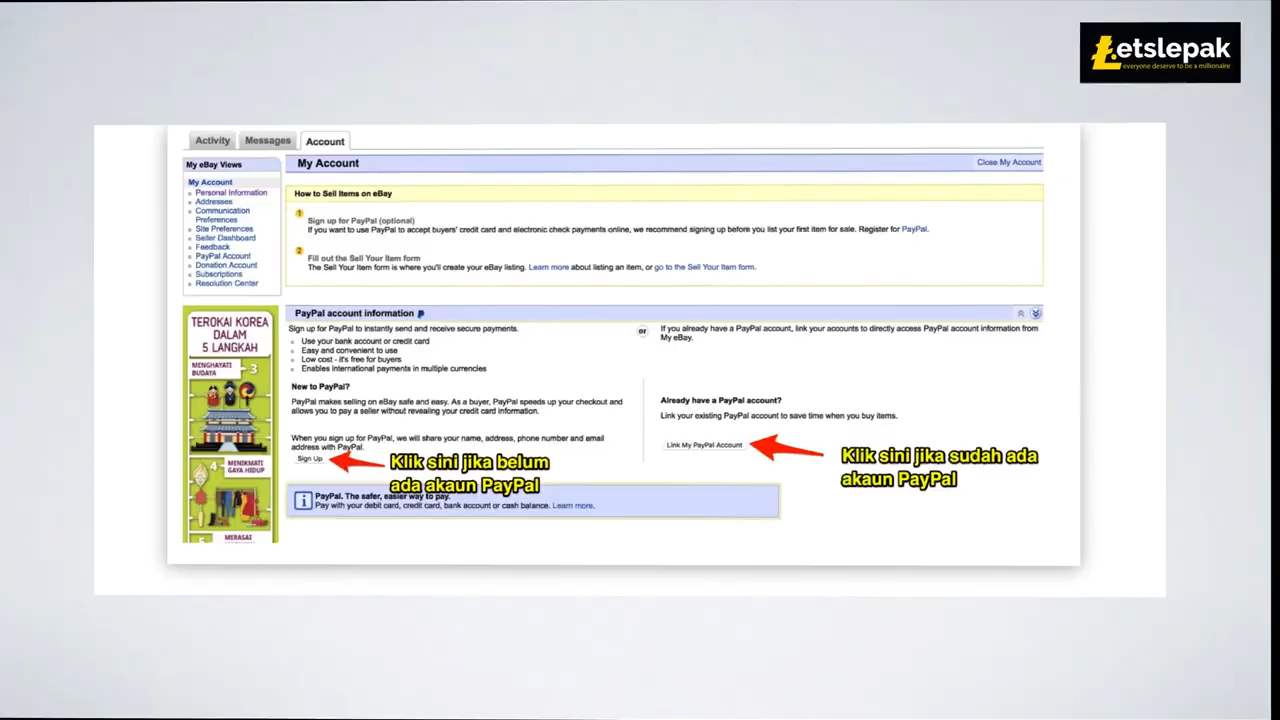 Letslepak
everyone deserve to be a millionaire
Activity Messages Account
My eBay Views
My Account
Personal Information
Addresses
Communication
Preferences
Site Preferences
Seller Dashboard
Feedback
PayPal Account
Donation Account
Subscriptions
Resolution Center
My Account
Close My Account
How to Sell Items on eBay
1
Sign up for PayPal (optional)
If you want to use PayPal to accept buyers' credit card and electronic check payments online, we recommend signing up before you list your first item for sale. Register for PayPal.
2
Fill out the Sell Your Item form
The Sell Your Item form is where you'll create your eBay listing. Learn more about listing an item, or go to the Sell Your Item form.
TEROKAI KOREA
DALAM
5 LANGKAH
MENGHAYATI
BUDAYA
3
4
MENIKMATI
GAYA HIDUP
5
MERASAI
PayPal account information
Sign up for PayPal to instantly send and receive secure payments.
Use your bank account or credit card
Easy and convenient to use
Low cost - it's free for buyers
Enables international payments in multiple currencies
New to PayPal?
PayPal makes selling on eBay safe and easy. As a buyer, PayPal speeds up your checkout and
allows you to pay a seller without revealing your credit card information.
When you sign up for PayPal, we will share your name, address, phone number and email
address with PayPal.
Sign Up
Klik sini jika belum
ada akaun PayPal
or
If you already have a PayPal account, link your accounts to directly access PayPal account information from
My eBay.
Already have a PayPal account?
Link your existing PayPal account to save time when you buy items.
Link My PayPal Account
Klik sini jika sudah ada
akaun PayPal
PayPal. The safer, easier way to pay.
Pay with your debit card, credit card, bank account or cash balance. Learn more.